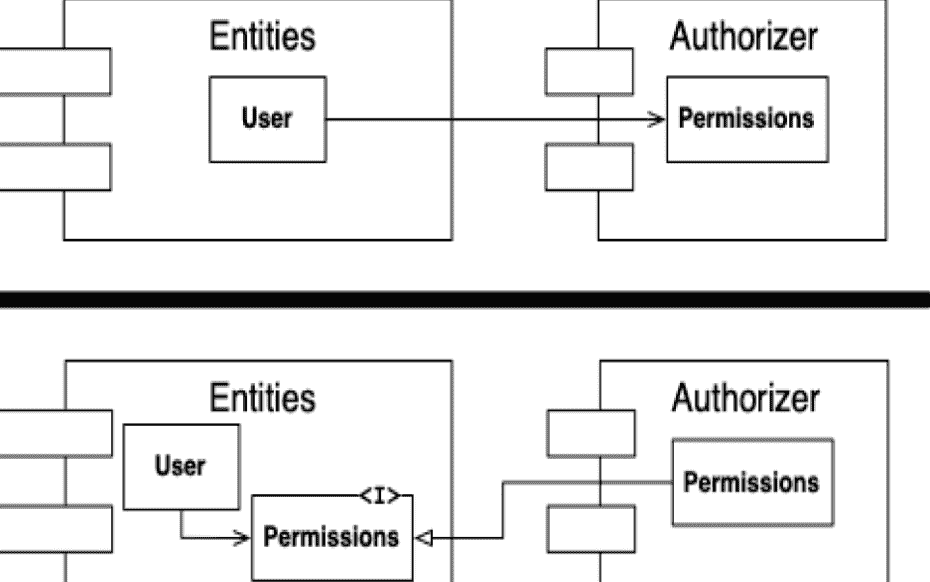 Entities
Authorizer
User
Permissions
Entities
Authorizer
User
Permissions
<I>
Permissions